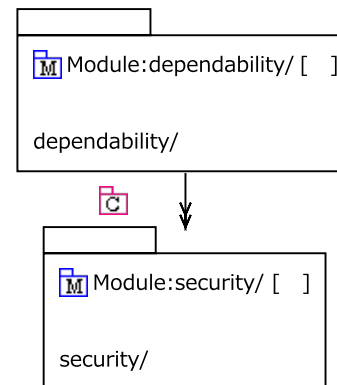 M Module:dependability/ [ ]
dependability/
C
M Module:security/ [ ]
security/